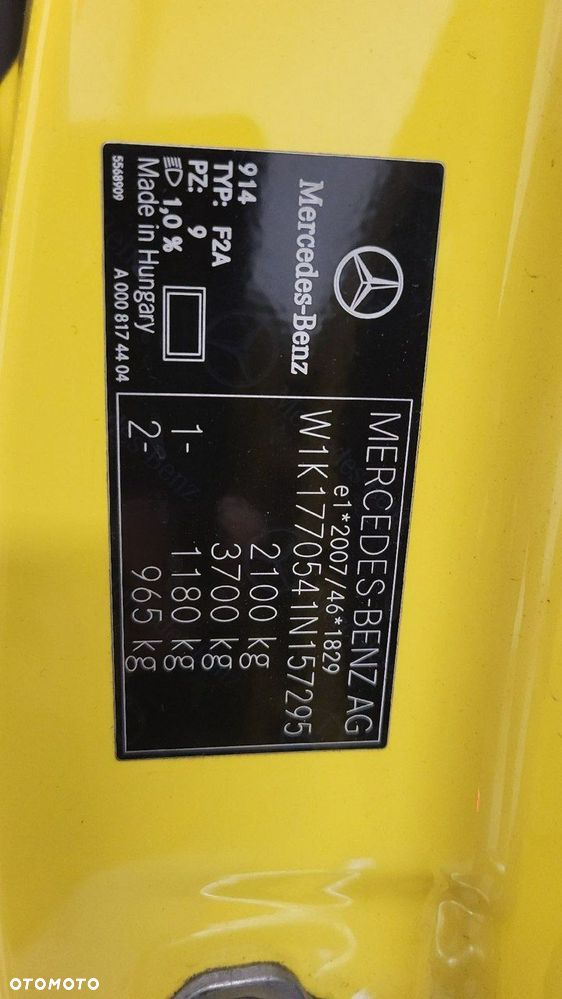 Mercedes-Benz
914
TYP: F2A
PZ: 9
1,0 %
Made in Hungary
5568909 A 000 817 44 04
MERCEDES-BENZ AG
e1*2007/46*1829
W1K1770541N157295
2100 kg
3700 kg
1- 1180 kg
2- 965 kg
OTOMOTO